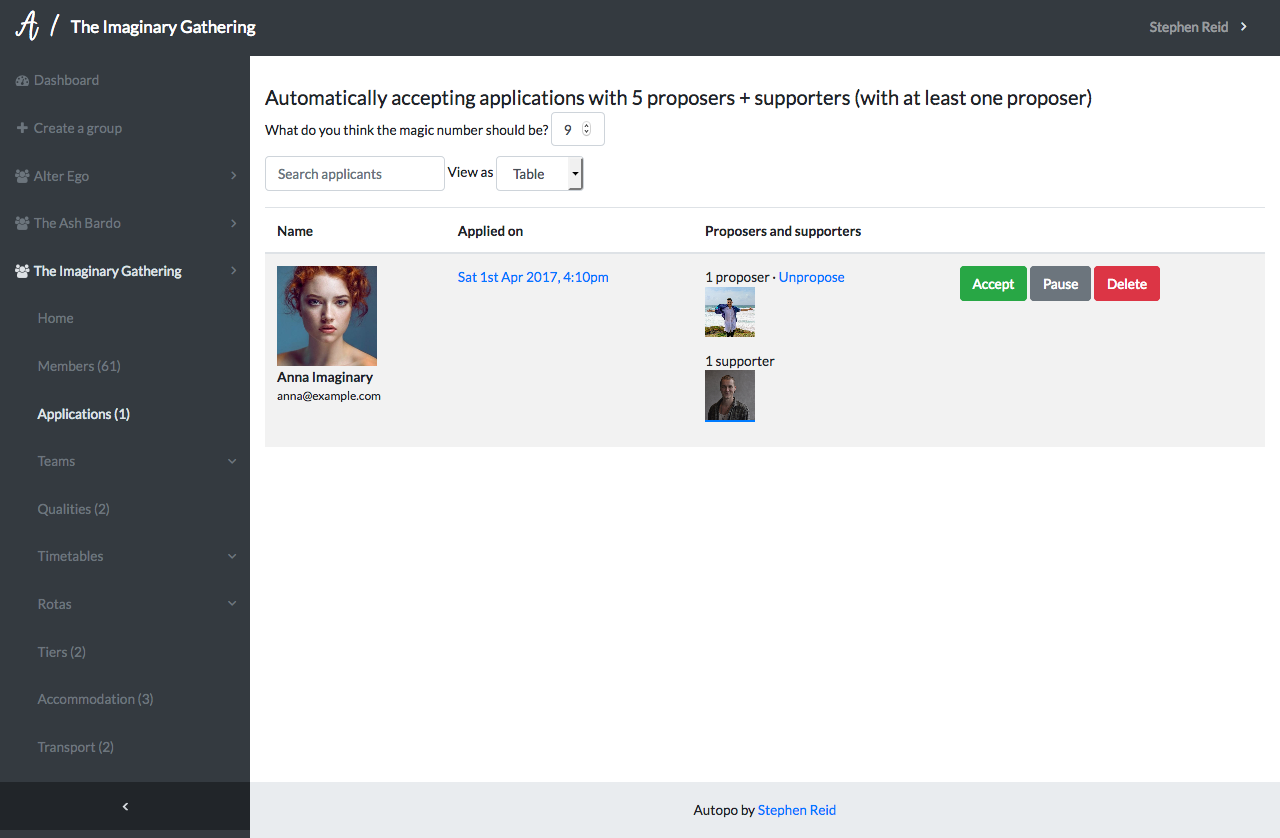 A / The Imaginary Gathering
Stephen Reid
Dashboard
Create a group
Alter Ego
The Ash Bardo
The Imaginary Gathering
Home
Members (61)
Applications (1)
Teams
Qualities (2)
Timetables
Rotas
Tiers (2)
Accommodation (3)
Transport (2)
Automatically accepting applications with 5 proposers + supporters (with at least one proposer)
What do you think the magic number should be? 9
Search applicants View as Table
Name Applied on Proposers and supporters
Sat 1st Apr 2017, 4:10pm
1 proposer · Unpropose
Accept Pause Delete
1 supporter
Anna Imaginary
anna@example.com
Autopo by Stephen Reid